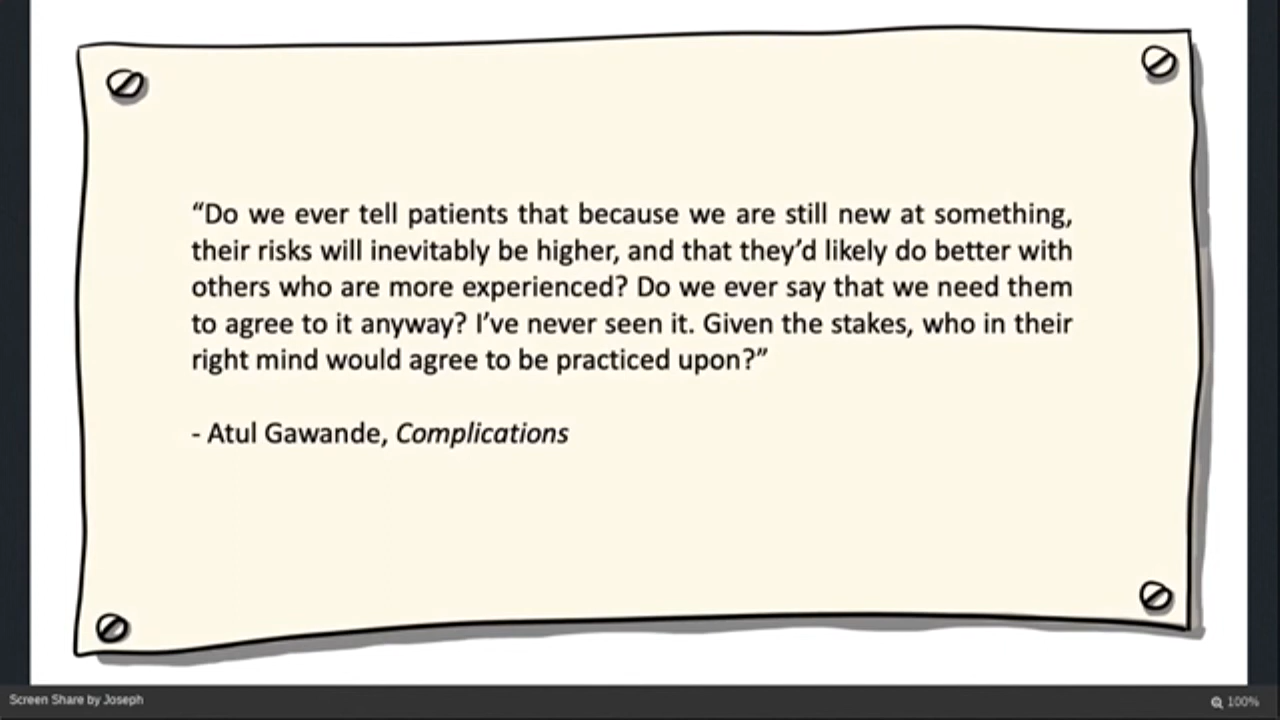 “Do we ever tell patients that because we are still new at something,
their risks will inevitably be higher, and that they’d likely do better with
others who are more experienced? Do we ever say that we need them
to agree to it anyway? I’ve never seen it. Given the stakes, who in their
right mind would agree to be practiced upon?”
- Atul Gawande, Complications
Screen Share by Joseph
100%